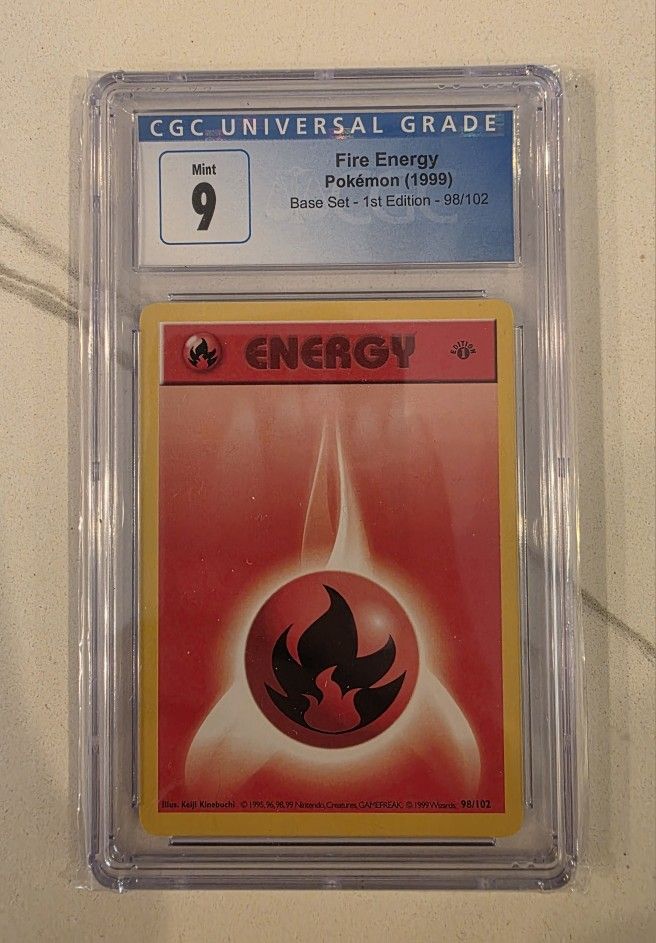 CGC UNIVERSAL GRADE
Mint
9
Fire Energy
Pokémon (1999)
Base Set - 1st Edition - 98/102
ENERGY
EDITION
1
Illus. Keiji Kinebuchi © 1995, 96, 98, 99 Nintendo, Creatures, GAMEFREAK. © 1999 Wizards. 98/102